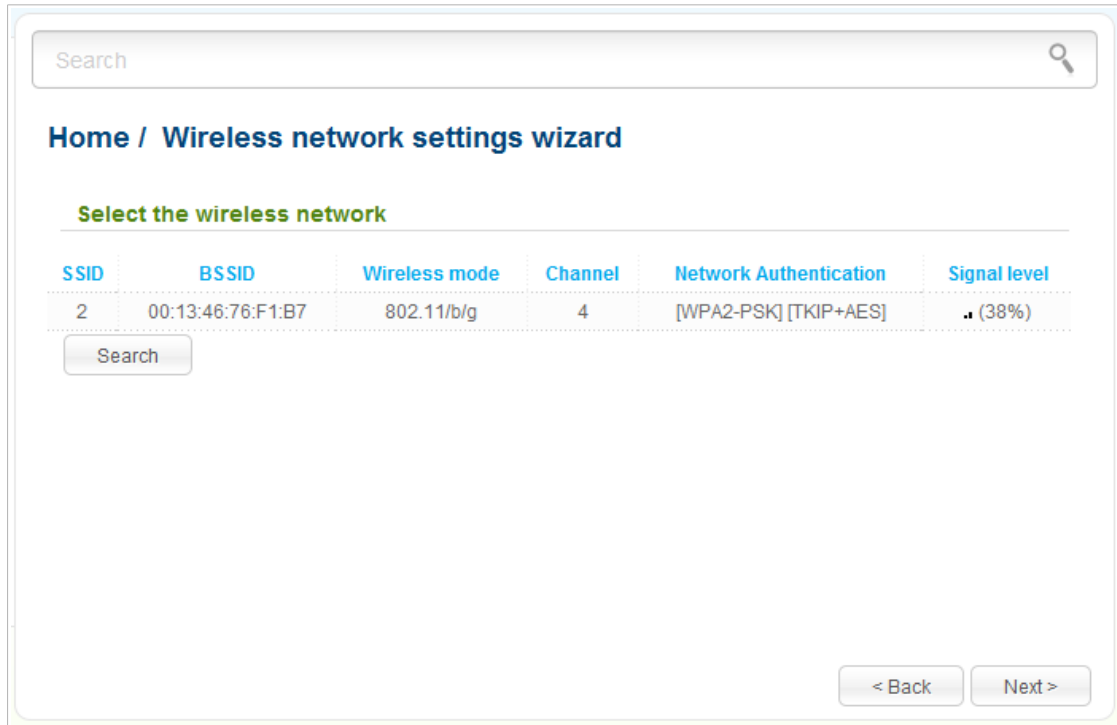 Search
Home / Wireless network settings wizard
Select the wireless network
SSID BSSID Wireless mode Channel Network Authentication Signal level
2 00:13:46:76:F1:B7 802.11/b/g 4 [WPA2-PSK] [TKIP+AES] (38%)
Search
< Back Next >